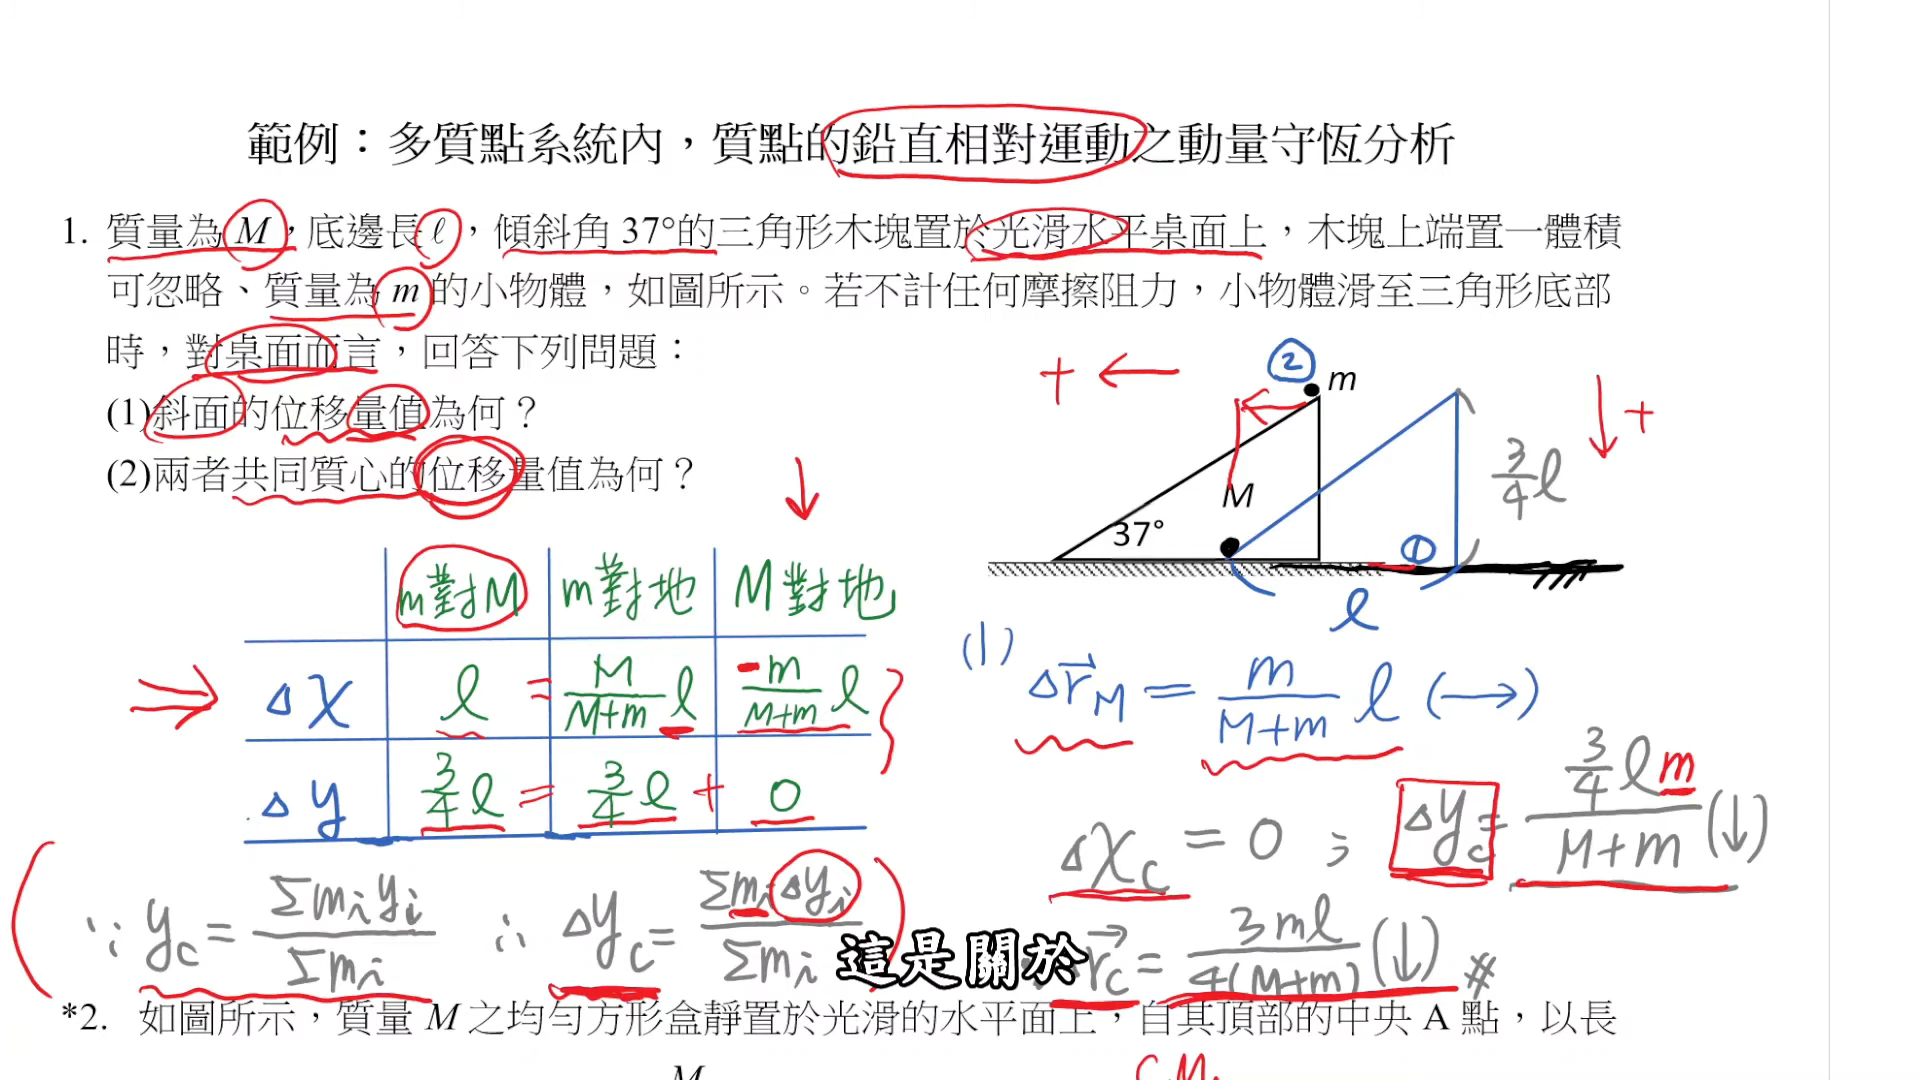 範例：多質點系統內，質點的鉛直相對運動之動量守恆分析
1. 質量為 M，底邊長 ℓ，傾斜角 37°的三角形木塊置於光滑水平桌面上，木塊上端置一體積
可忽略、質量為 m 的小物體，如圖所示。若不計任何摩擦阻力，小物體滑至三角形底部
時，對桌面而言，回答下列問題：
(1)斜面的位移量值為何？
(2)兩者共同質心的位移量值為何？
+ ←
② m
↓ +
M
37°
3/4 ℓ
①
ℓ
m對M m對地 M對地
Δx ℓ = M/(M+m) ℓ -m/(M+m) ℓ
Δy 3/4 ℓ = 3/4 ℓ + 0
(1) Δr⃗M = m/(M+m) ℓ (→)
Δxc = 0 ; Δyc = 3/4 ℓm/(M+m) (↓)
∵ yc = Σmiyi/Σmi ∴ Δyc = ΣmiΔyi/Σmi
r⃗c = 3mℓ/4(M+m) (↓) #
這是關於
*2. 如圖所示，質量 M 之均勻方形盒靜置於光滑的水平面上，自其頂部的中央 A 點，以長
M